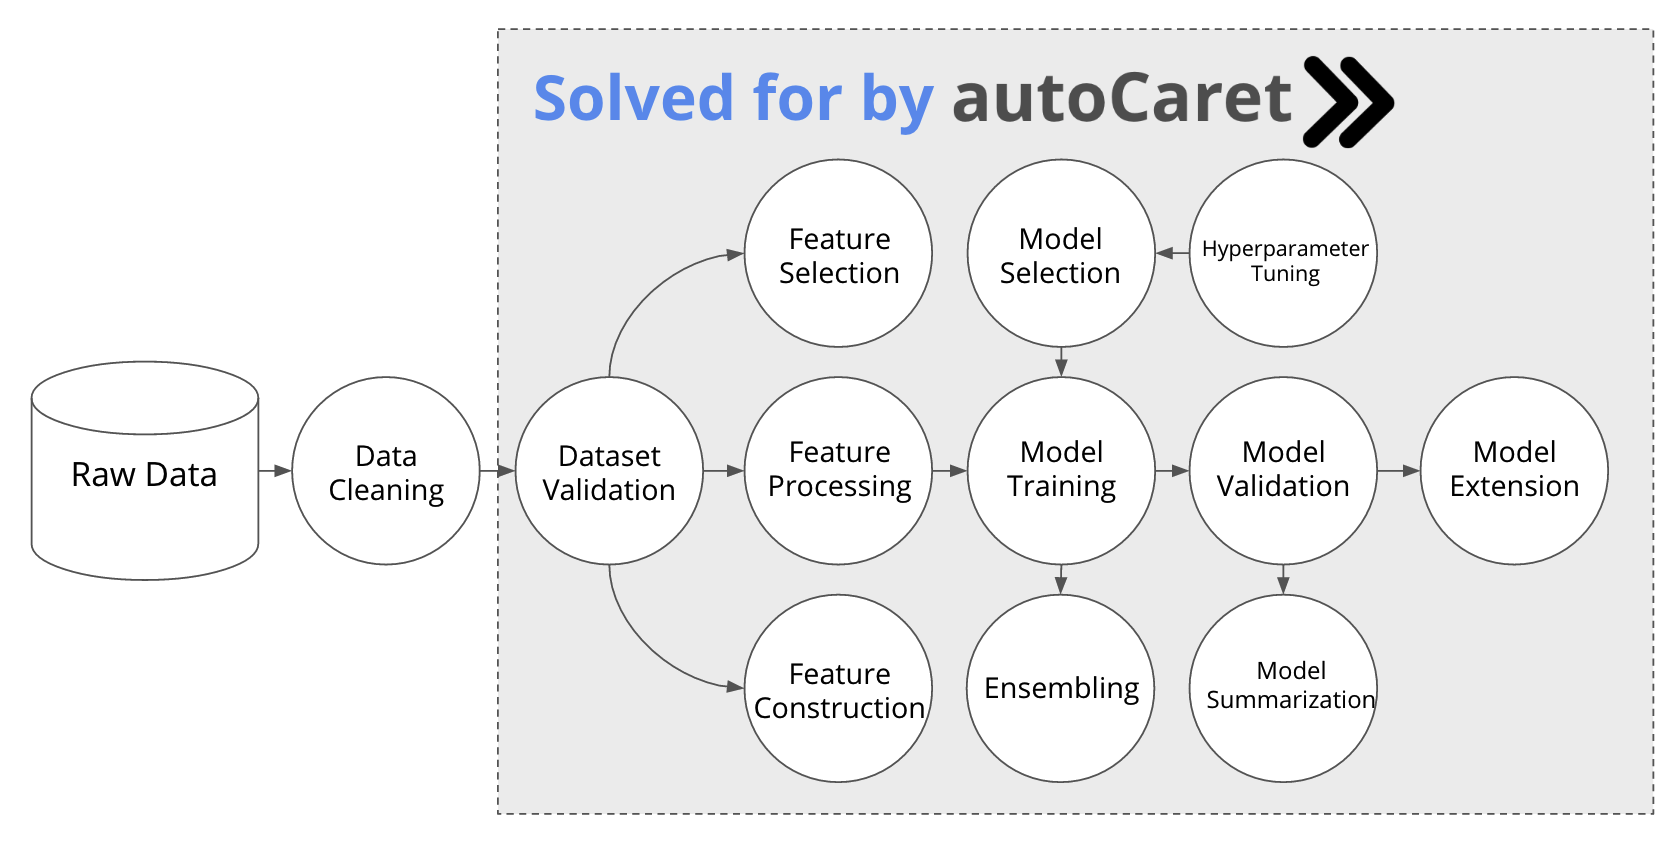 Solved for by autoCaret
Raw Data
Data
Cleaning
Dataset
Validation
Feature
Selection
Feature
Processing
Feature
Construction
Model
Selection
Hyperparameter
Tuning
Model
Training
Ensembling
Model
Validation
Model
Summarization
Model
Extension